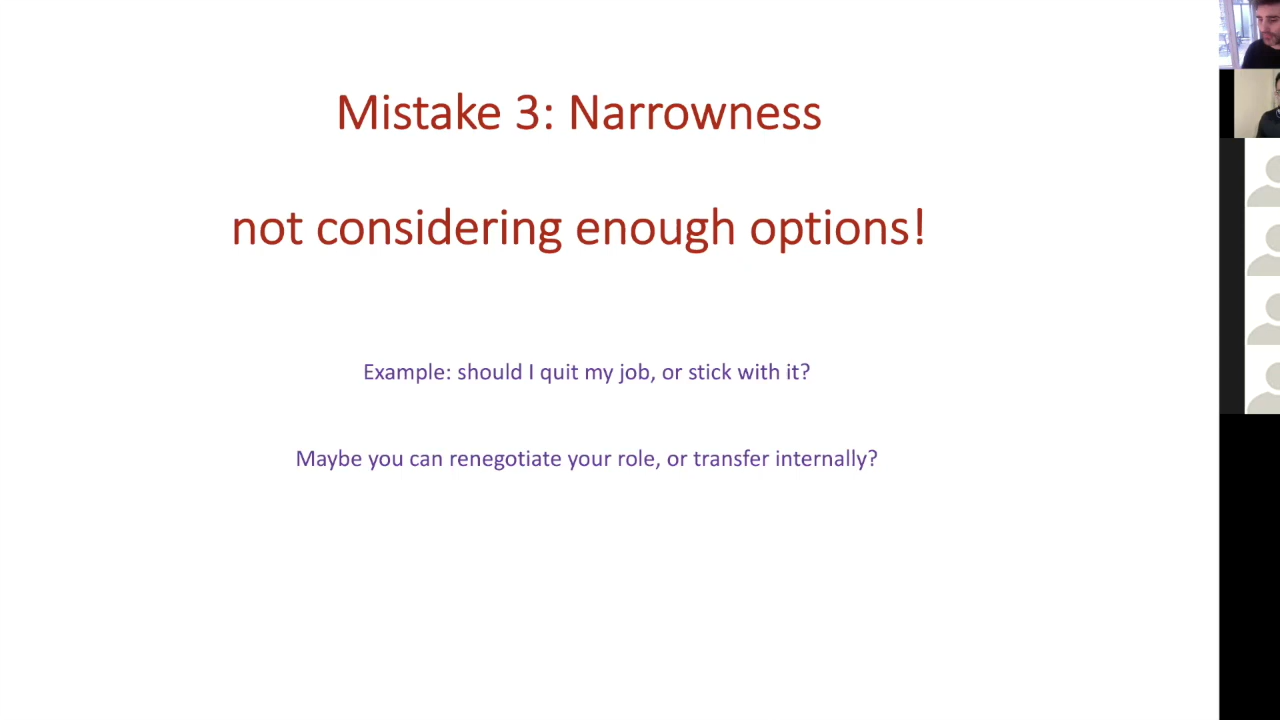 Mistake 3: Narrowness
not considering enough options!
Example: should I quit my job, or stick with it?
Maybe you can renegotiate your role, or transfer internally?